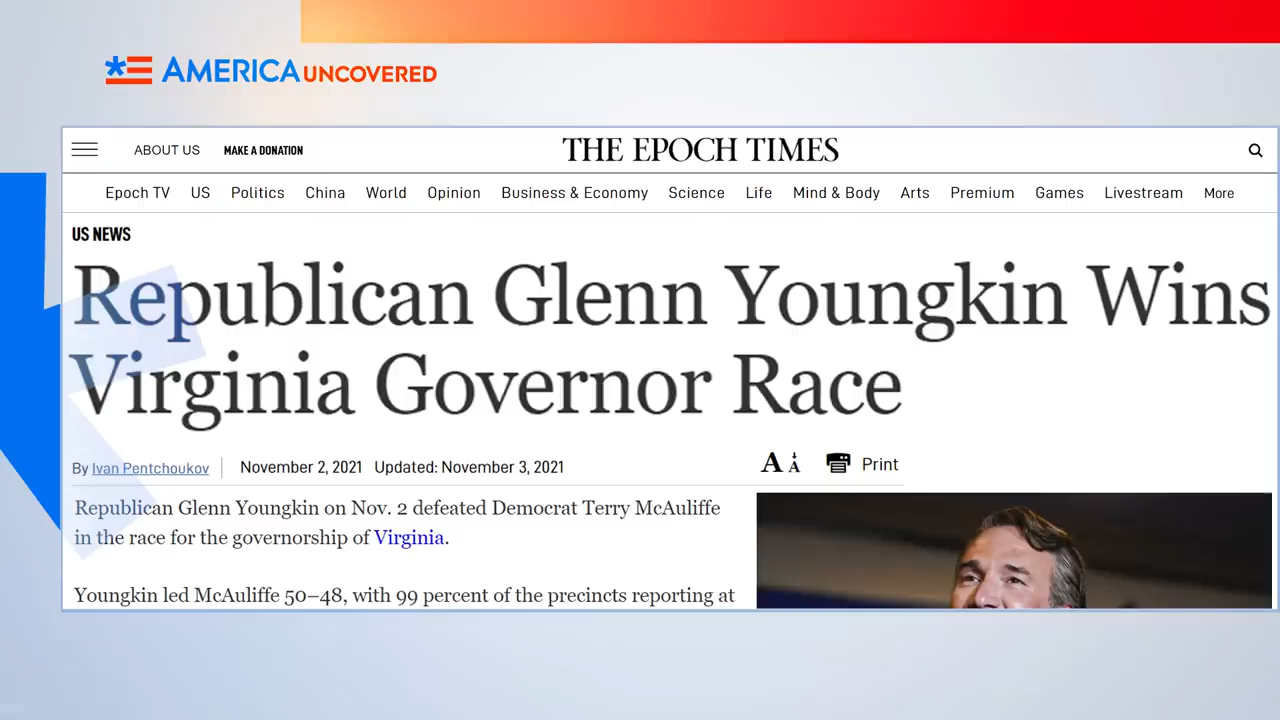 AMERICA UNCOVERED
ABOUT US MAKE A DONATION THE EPOCH TIMES
Epoch TV US Politics China World Opinion Business & Economy Science Life Mind & Body Arts Premium Games Livestream More
US NEWS
Republican Glenn Youngkin Wins
Virginia Governor Race
By Ivan Pentchoukov November 2, 2021 Updated: November 3, 2021 A A Print
Republican Glenn Youngkin on Nov. 2 defeated Democrat Terry McAuliffe
in the race for the governorship of Virginia.
Youngkin led McAuliffe 50–48, with 99 percent of the precincts reporting at